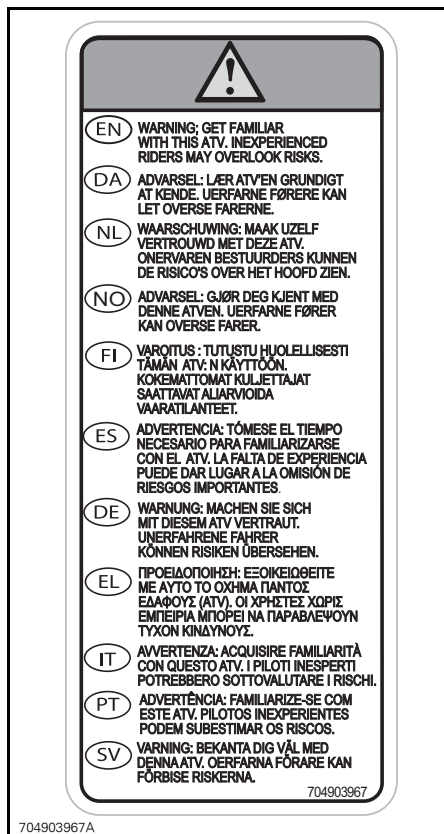 EN WARNING; GET FAMILIAR
WITH THIS ATV. INEXPERIENCED
RIDERS MAY OVERLOOK RISKS.
DA ADVARSEL: LÆR ATV'EN GRUNDIGT
AT KENDE. UERFARNE FØRERE KAN
LET OVERSE FARERNE.
NL WAARSCHUWING: MAAK UZELF
VERTROUWD MET DEZE ATV.
ONERVAREN BESTUURDERS KUNNEN
DE RISICO'S OVER HET HOOFD ZIEN.
NO ADVARSEL: GJØR DEG KJENT MED
DENNE ATVEN. UERFARNE FØRER
KAN OVERSE FARER.
FI VAROITUS : TUTUSTU HUOLELLISESTI
TÄMÄN ATV: N KÄYTTÖÖN.
KOKEMATTOMAT KULJETTAJAT
SAATTAVAT ALIARVIOIDA
VAARATILANTEET.
ES ADVERTENCIA: TÓMESE EL TIEMPO
NECESARIO PARA FAMILIARIZARSE
CON EL ATV. LA FALTA DE EXPERIENCIA
PUEDE DAR LUGAR A LA OMISIÓN DE
RIESGOS IMPORTANTES.
DE WARNUNG: MACHEN SIE SICH
MIT DIESEM ATV VERTRAUT.
UNERFAHRENE FAHRER
KÖNNEN RISIKEN ÜBERSEHEN.
EL ΠΡΟΕΙΔΟΠΟΙΗΣΗ: ΕΞΟΙΚΕΙΩΘΕΙΤΕ
ΜΕ ΑΥΤΟ ΤΟ ΟΧΗΜΑ ΠΑΝΤΟΣ
ΕΔΑΦΟΥΣ (ATV). ΟΙ ΧΡΗΣΤΕΣ ΧΩΡΙΣ
ΕΜΠΕΙΡΙΑ ΜΠΟΡΕΙ ΝΑ ΠΑΡΑΒΛΕΨΟΥΝ
ΤΥΧΟΝ ΚΙΝΔΥΝΟΥΣ.
IT AVVERTENZA: ACQUISIRE FAMILIARITÀ
CON QUESTO ATV. I PILOTI INESPERTI
POTREBBERO SOTTOVALUTARE I RISCHI.
PT ADVERTÊNCIA: FAMILIARIZE-SE COM
ESTE ATV. PILOTOS INEXPERIENTES
PODEM SUBESTIMAR OS RISCOS.
SV VARNING: BEKANTA DIG VÄL MED
DENNA ATV. OERFARNA FÖRARE KAN
FÖRBISE RISKERNA.
704903967
704903967A